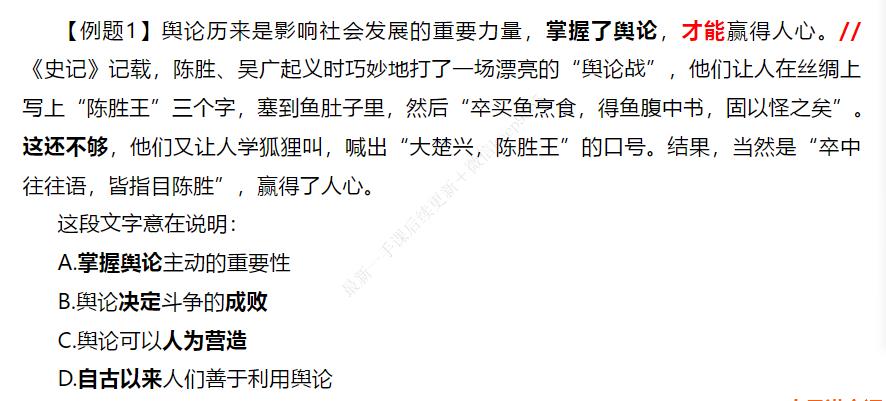 【例题1】舆论历来是影响社会发展的重要力量，掌握了舆论，才能赢得人心。//
《史记》记载，陈胜、吴广起义时巧妙地打了一场漂亮的“舆论战”，他们让人在丝绸上
写上“陈胜王”三个字，塞到鱼肚子里，然后“卒买鱼烹食，得鱼腹中书，固以怪之矣”。
这还不够，他们又让人学狐狸叫，喊出“大楚兴，陈胜王”的口号。结果，当然是“卒中
往往语，皆指目陈胜”，赢得了人心。
这段文字意在说明：
A.掌握舆论主动的重要性
B.舆论决定斗争的成败
C.舆论可以人为营造
D.自古以来人们善于利用舆论